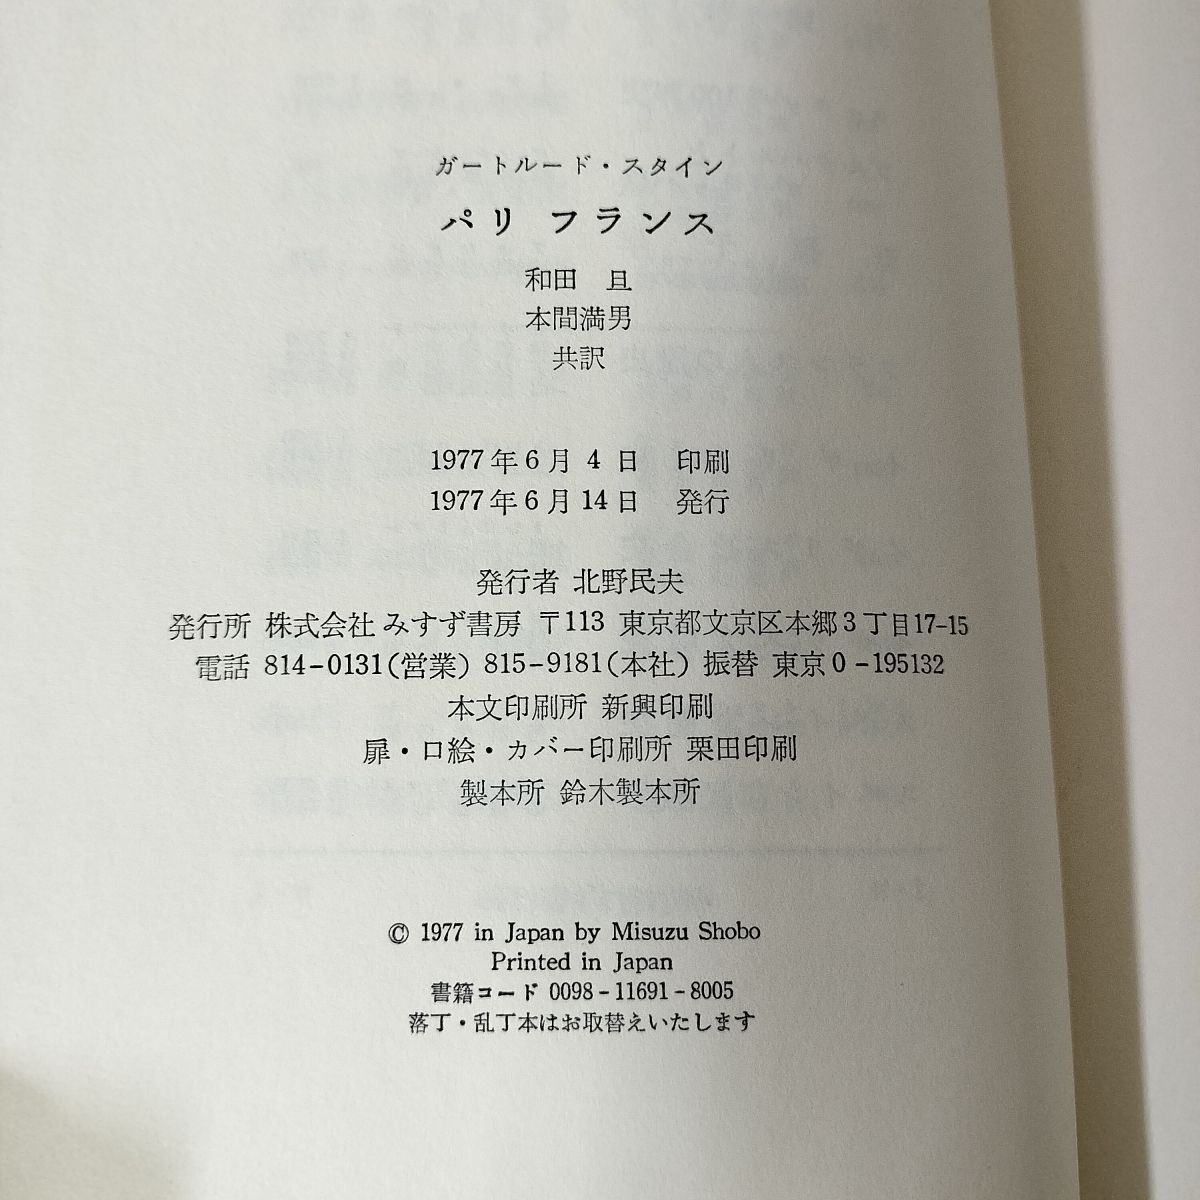 ガートルード・スタイン
パリ フランス
和田 旦
本間満男
共訳
1977年6月4日 印刷
1977年6月14日 発行
発行者 北野民夫
発行所 株式会社 みすず書房 〒113 東京都文京区本郷3丁目17-15
電話 814-0131(営業) 815-9181(本社) 振替 東京0-195132
本文印刷所 新興印刷
扉・口絵・カバー印刷所 栗田印刷
製本所 鈴木製本所
© 1977 in Japan by Misuzu Shobo
Printed in Japan
書籍コード 0098-11691-8005
落丁・乱丁本はお取替えいたします